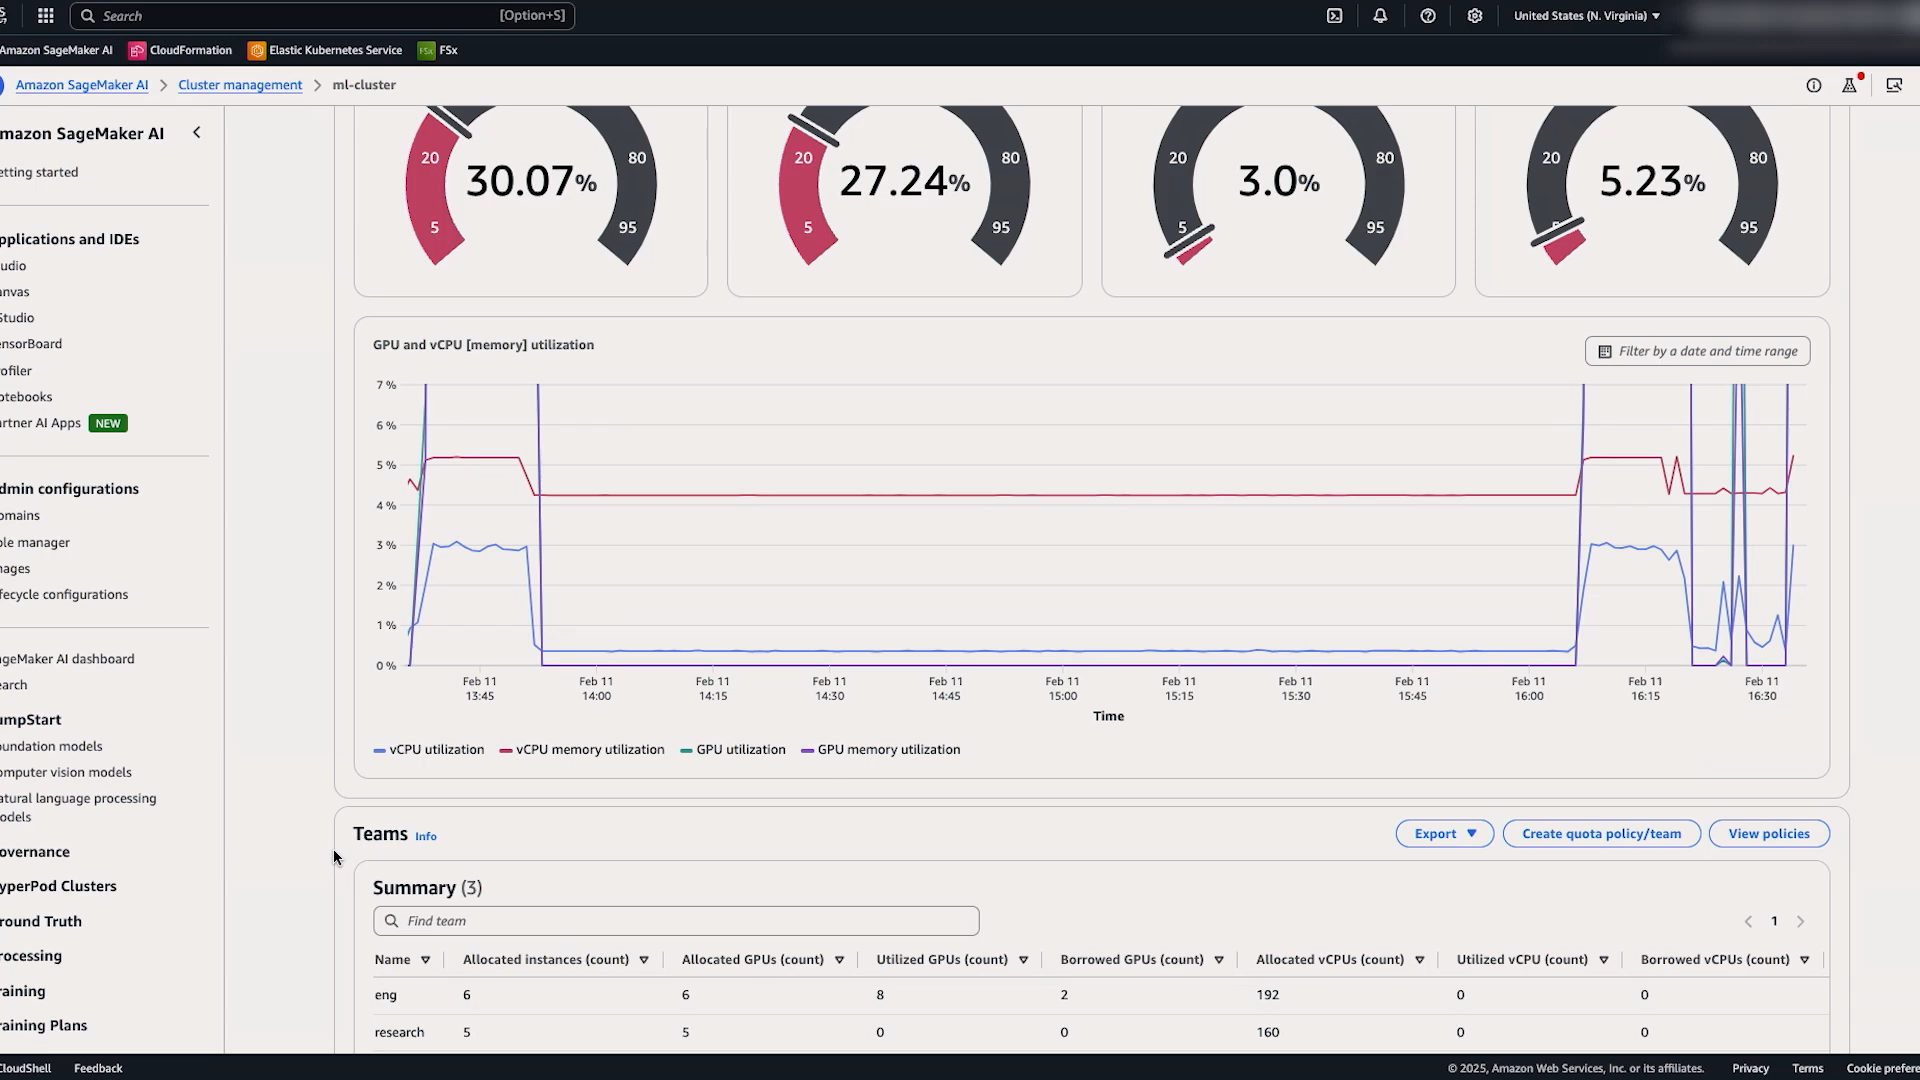 Search [Option+S] United States (N. Virginia)
Amazon SageMaker AI CloudFormation Elastic Kubernetes Service FSx
Amazon SageMaker AI > Cluster management > ml-cluster
mazon SageMaker AI
etting started
pplications and IDEs
udio
anvas
Studio
ensorBoard
rofiler
otebooks
artner AI Apps NEW
dmin configurations
omains
ole manager
mages
fecycle configurations
ageMaker AI dashboard
earch
umpStart
oundation models
omputer vision models
atural language processing
odels
overnance
yperPod Clusters
round Truth
rocessing
raining
raining Plans
20 80
30.07%
5 95
20 80
27.24%
5 95
20 80
3.0%
5 95
20 80
5.23%
5 95
GPU and vCPU [memory] utilization
Filter by a date and time range
7 %
6 %
5 %
4 %
3 %
2 %
1 %
0 %
Feb 11 Feb 11 Feb 11 Feb 11 Feb 11 Feb 11 Feb 11 Feb 11 Feb 11 Feb 11 Feb 11 Feb 11
13:45 14:00 14:15 14:30 14:45 15:00 15:15 15:30 15:45 16:00 16:15 16:30
Time
vCPU utilization vCPU memory utilization GPU utilization GPU memory utilization
Teams Info Export Create quota policy/team View policies
Summary (3)
Find team 1
Name Allocated instances (count) Allocated GPUs (count) Utilized GPUs (count) Borrowed GPUs (count) Allocated vCPUs (count) Utilized vCPU (count) Borrowed vCPUs (count)
eng 6 6 8 2 192 0 0
research 5 5 0 0 160 0 0
CloudShell Feedback © 2025, Amazon Web Services, Inc. or its affiliates. Privacy Terms Cookie prefere